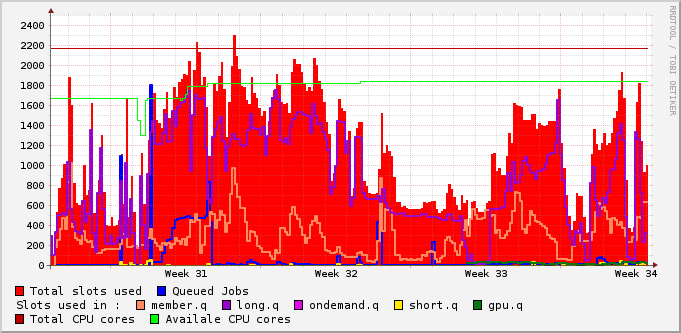 2400
2200
2000
1800
1600
1400
1200
1000
800
600
400
200
0
Week 31 Week 32 Week 33 Week 34
Total slots used Queued Jobs
Slots used in : member.q long.q ondemand.q short.q gpu.q
Total CPU cores Availale CPU cores
RRDTOOL / TOBI OETIKER